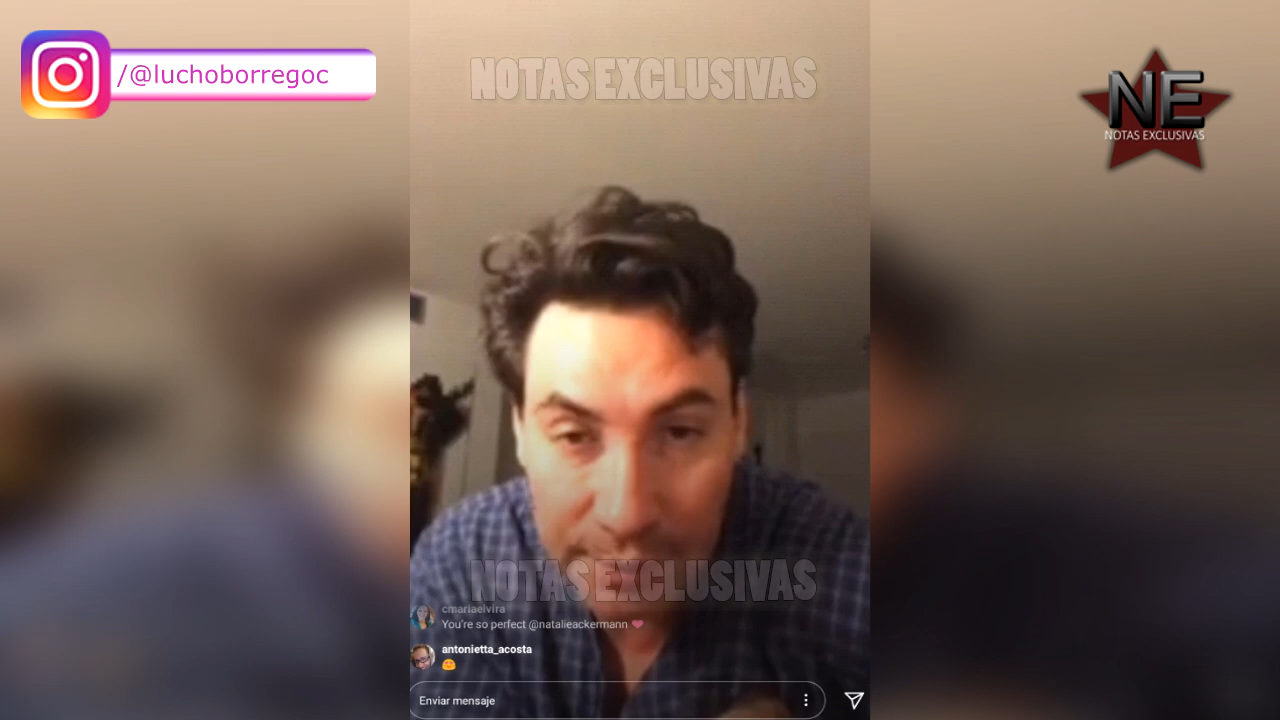 /@luchoborregoc
NOTAS EXCLUSIVAS
NE
NOTAS EXCLUSIVAS
NOTAS EXCLUSIVAS
cmariaelvira
You're so perfect @natalieackermann ❤
antonietta_acosta
😍
Enviar mensaje